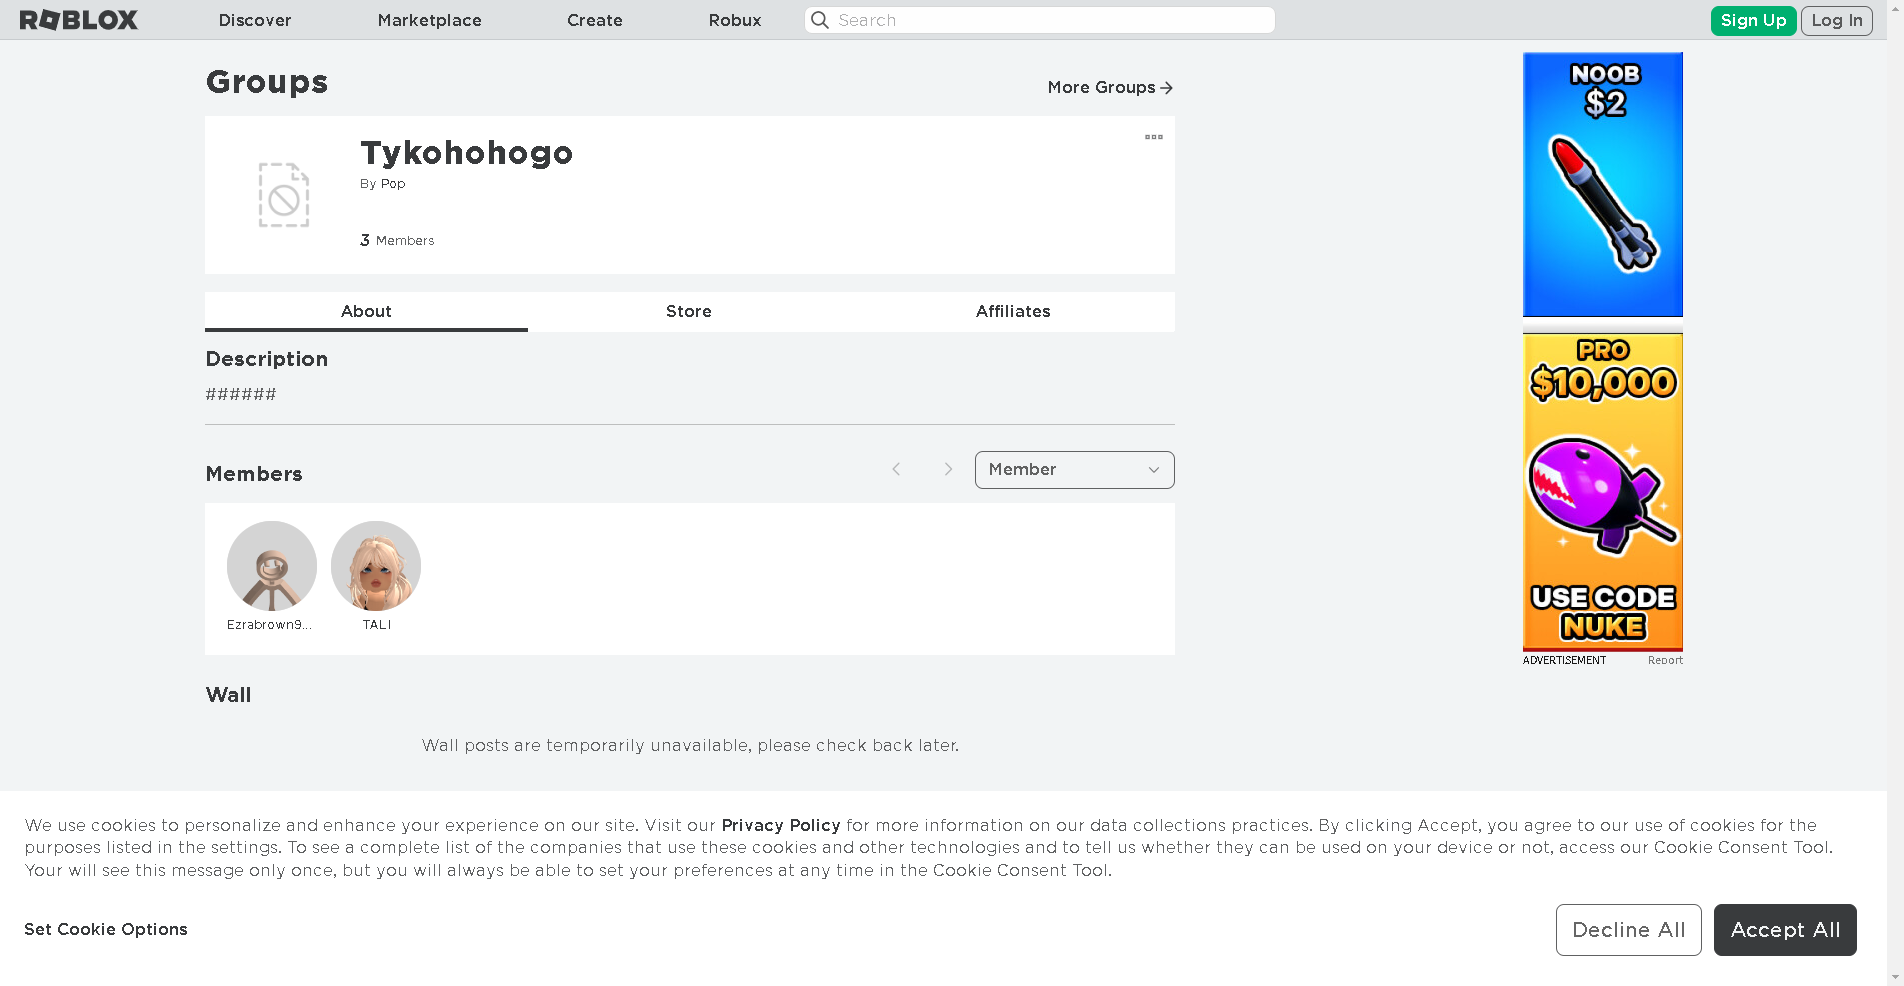 ROBLOX
Discover
Marketplace
Create
Robux
Search
Sign Up
Log In
Groups
More Groups
Tykohohogo
By Pop
3 Members
About
Store
Affiliates
Description
######
Members
Member
Ezrabrown9...
TALI
Wall
Wall posts are temporarily unavailable, please check back later.
NOOB
$2
PRO
$10,000
USE CODE
NUKE
ADVERTISEMENT
Report
We use cookies to personalize and enhance your experience on our site. Visit our Privacy Policy for more information on our data collections practices. By clicking Accept, you agree to our use of cookies for the
purposes listed in the settings. To see a complete list of the companies that use these cookies and other technologies and to tell us whether they can be used on your device or not, access our Cookie Consent Tool.
Your will see this message only once, but you will always be able to set your preferences at any time in the Cookie Consent Tool.
Set Cookie Options
Decline All
Accept All